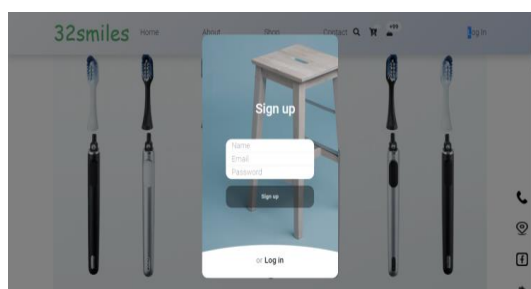 32smiles Home About Shop Contact Log In
Sign up
Name
Email
Password
Sign up
or Log in